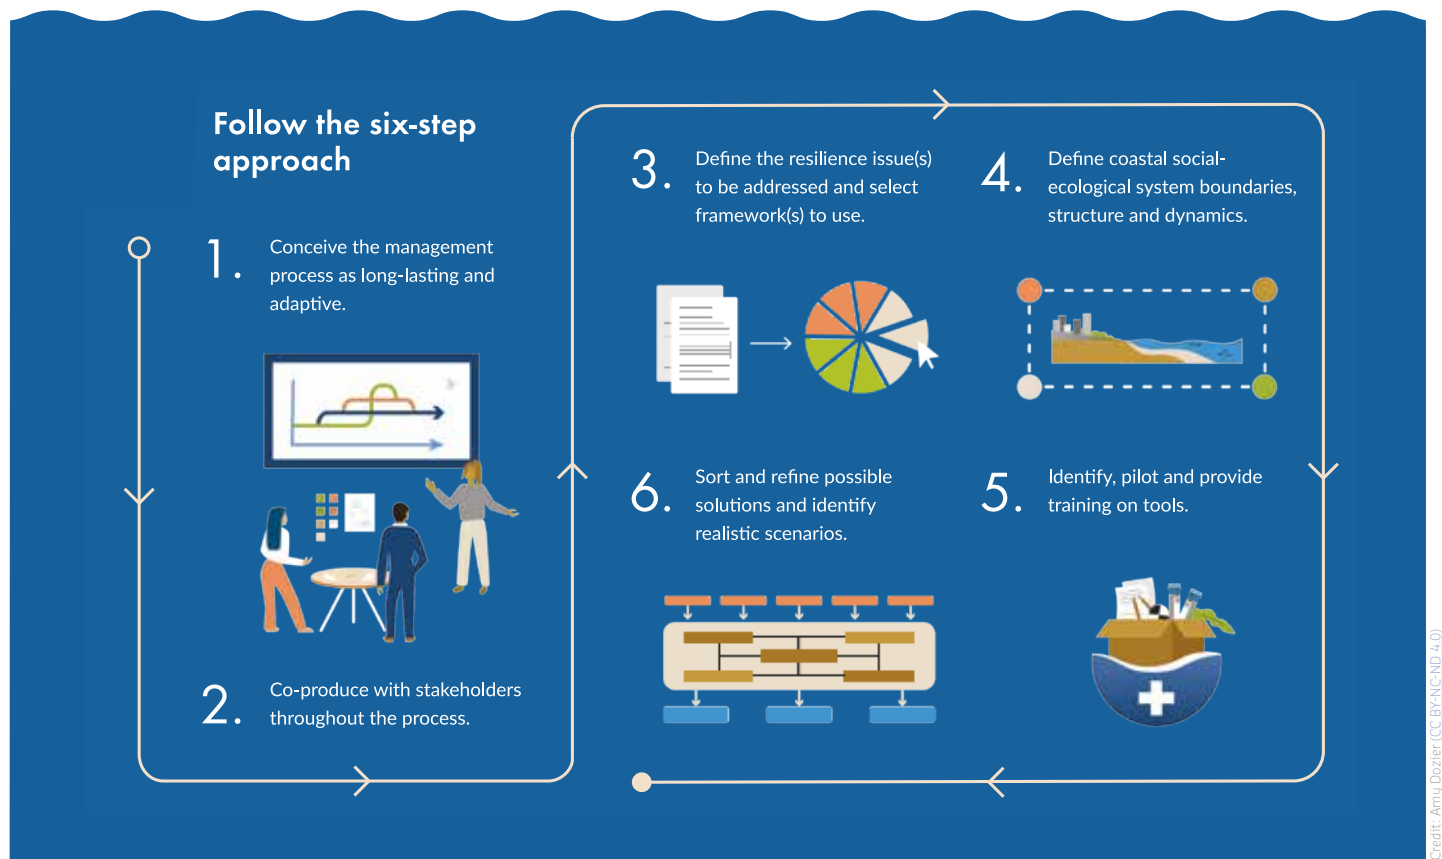 Follow the six-step
approach
1.
Conceive the management
process as long-lasting and
adaptive.
2.
Co-produce with stakeholders
throughout the process.
3.
Define the resilience issue(s)
to be addressed and select
framework(s) to use.
4.
Define coastal social-
ecological system boundaries,
structure and dynamics.
5.
Identify, pilot and provide
training on tools.
6.
Sort and refine possible
solutions and identify
realistic scenarios.
Credit: Amy Dozier (CC BY-NC-ND 4.0)